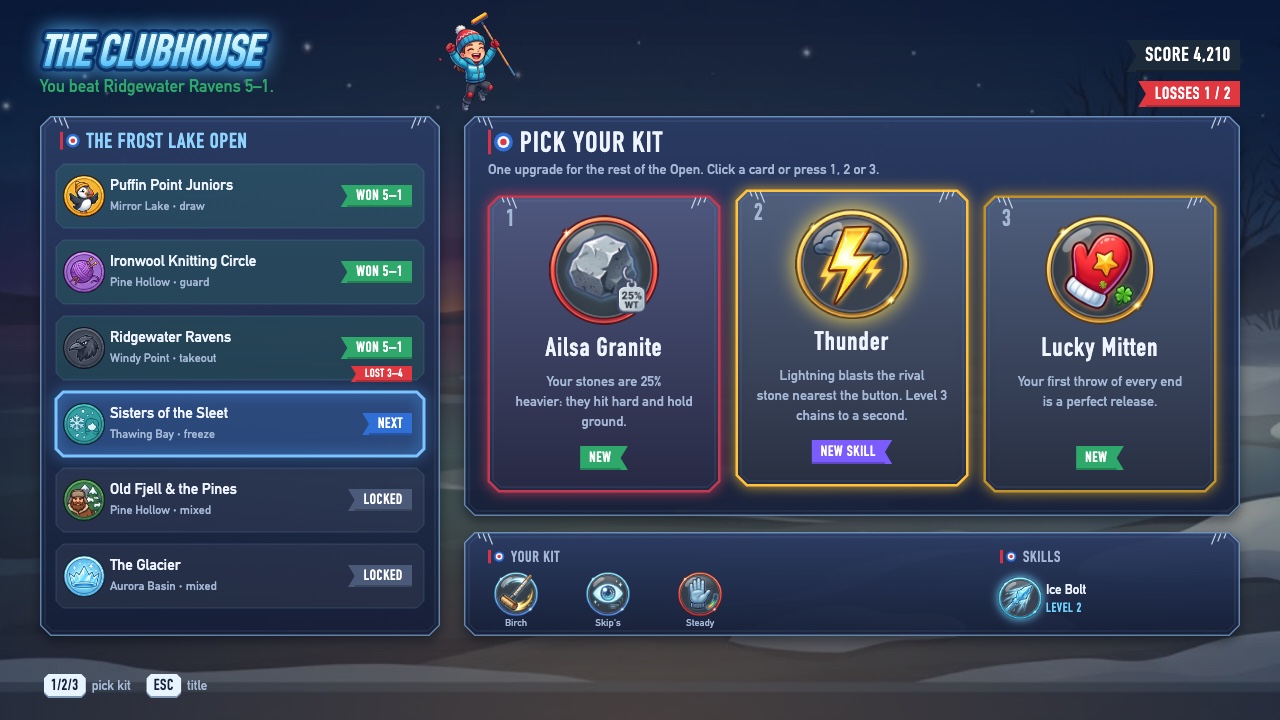 THE CLUBHOUSE
You beat Ridgewater Ravens 5–1.
SCORE 4,210
LOSSES 1 / 2
THE FROST LAKE OPEN
Puffin Point Juniors
Mirror Lake • draw
WON 5–1
Ironwool Knitting Circle
Pine Hollow • guard
WON 5–1
Ridgewater Ravens
Windy Point • takeout
WON 5–1
LOST 3–4
Sisters of the Sleet
Thawing Bay • freeze
NEXT
Old Fjell & the Pines
Pine Hollow • mixed
LOCKED
The Glacier
Aurora Basin • mixed
LOCKED
PICK YOUR KIT
One upgrade for the rest of the Open. Click a card or press 1, 2 or 3.
1
25%
WT
Ailsa Granite
Your stones are 25%
heavier: they hit hard and hold
ground.
NEW
2
Thunder
Lightning blasts the rival
stone nearest the button. Level 3
chains to a second.
NEW SKILL
3
Lucky Mitten
Your first throw of every end
is a perfect release.
NEW
YOUR KIT
Birch
Skip's
Steady
SKILLS
Ice Bolt
LEVEL 2
1/2/3 pick kit ESC title